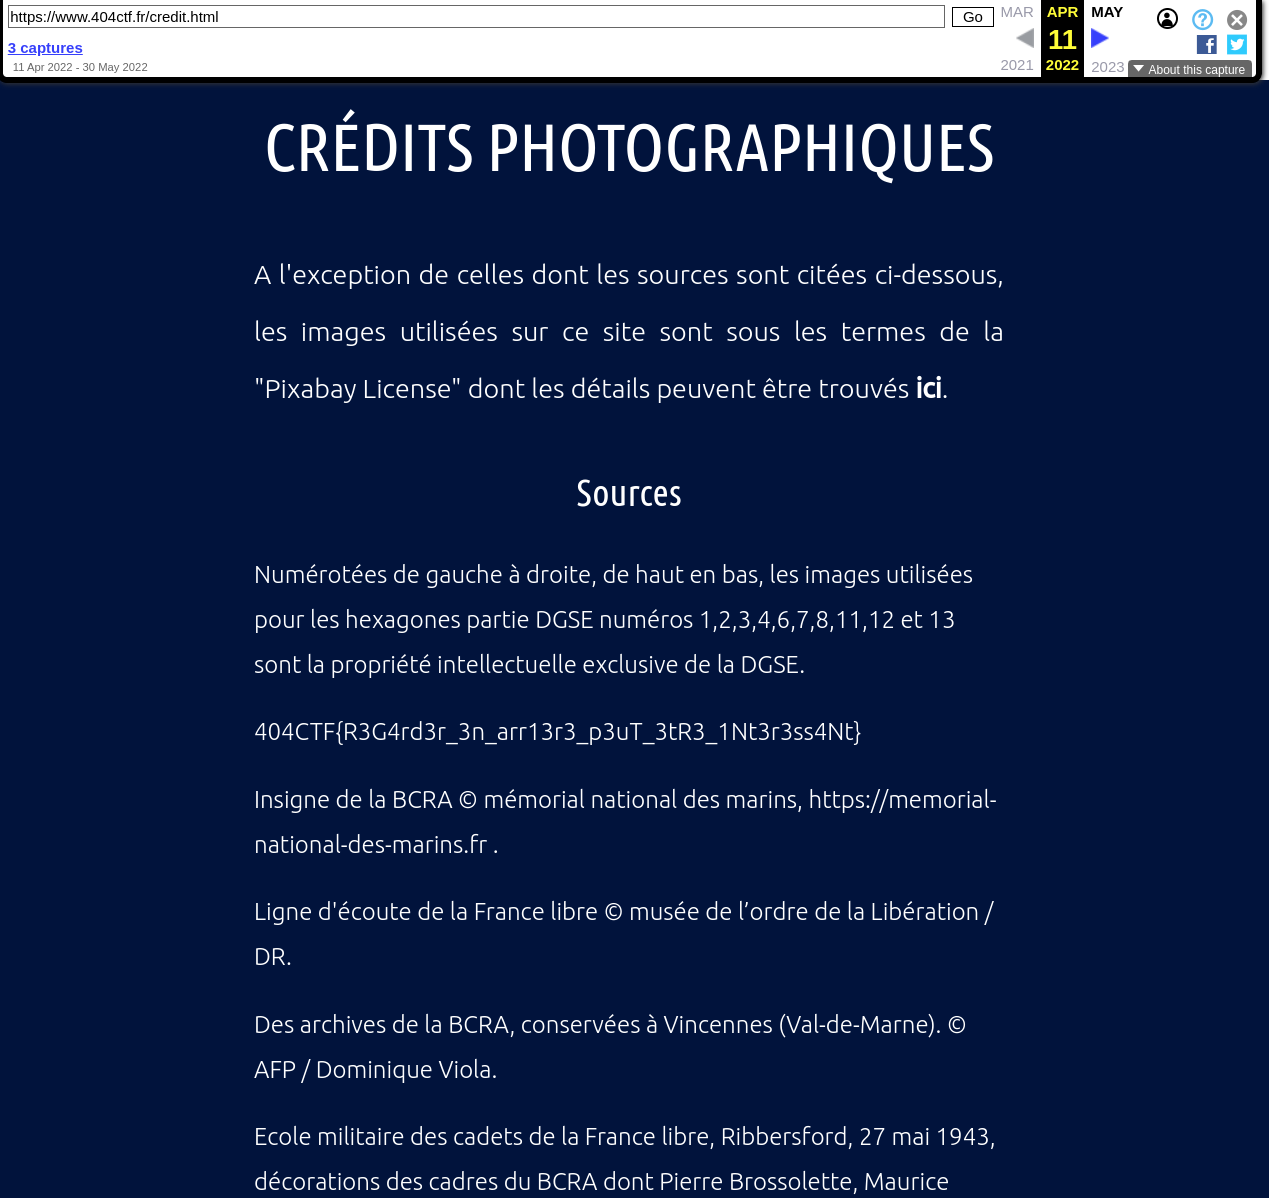 https://www.404ctf.fr/credit.html
Go
MAR
APR
MAY
3 captures
11
11 Apr 2022 - 30 May 2022
2021
2022
2023
About this capture
CRÉDITS PHOTOGRAPHIQUES
A l'exception de celles dont les sources sont citées ci-dessous,
les images utilisées sur ce site sont sous les termes de la
"Pixabay License" dont les détails peuvent être trouvés ici.
Sources
Numérotées de gauche à droite, de haut en bas, les images utilisées
pour les hexagones partie DGSE numéros 1,2,3,4,6,7,8,11,12 et 13
sont la propriété intellectuelle exclusive de la DGSE.
404CTF{R3G4rd3r_3n_arr13r3_p3uT_3tR3_1Nt3r3ss4Nt}
Insigne de la BCRA © mémorial national des marins, https://memorial-
national-des-marins.fr .
Ligne d'écoute de la France libre © musée de l’ordre de la Libération /
DR.
Des archives de la BCRA, conservées à Vincennes (Val-de-Marne). ©
AFP / Dominique Viola.
Ecole militaire des cadets de la France libre, Ribbersford, 27 mai 1943,
décorations des cadres du BCRA dont Pierre Brossolette, Maurice